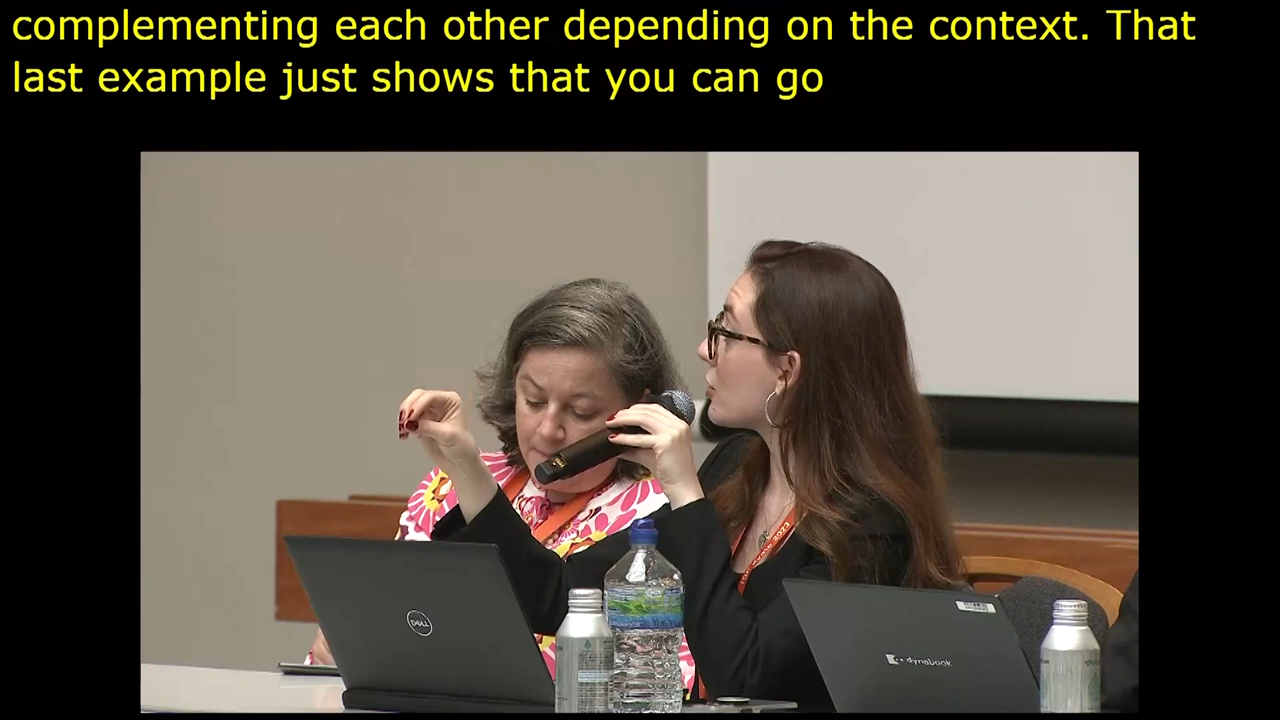 complementing each other depending on the context. That
last example just shows that you can go
DELL
dynabook